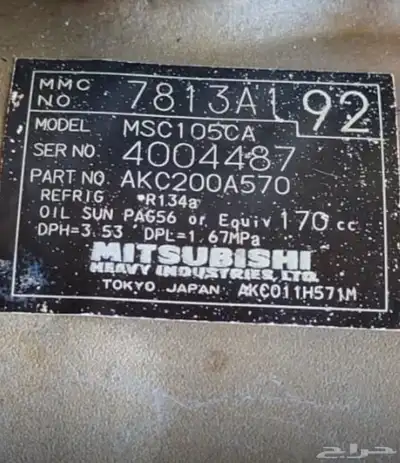 MMC NO 7813A192
MODEL MSC105CA
SER NO 4004487
PART NO. AKC200A570
REFRIG •R134a
OIL SUN PAG56 or Equiv 170 cc
DPH=3.53 DPL=1.67MPa
MITSUBISHI
HEAVY INDUSTRIES, LTD.
TOKYO JAPAN AKC011H571M
حراج